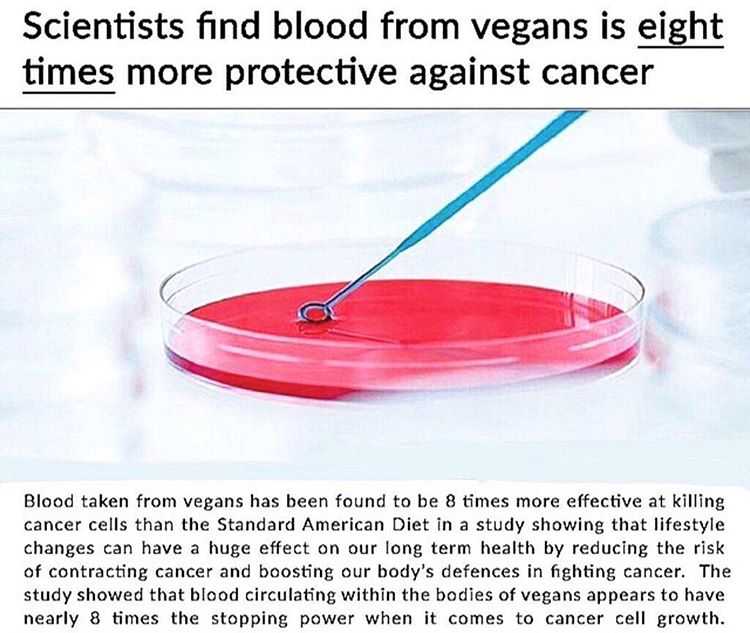 Scientists find blood from vegans is eight
times more protective against cancer
Blood taken from vegans has been found to be 8 times more effective at killing
cancer cells than the Standard American Diet in a study showing that lifestyle
changes can have a huge effect on our long term health by reducing the risk
of contracting cancer and boosting our body's defences in fighting cancer. The
study showed that blood circulating within the bodies of vegans appears to have
nearly 8 times the stopping power when it comes to cancer cell growth.